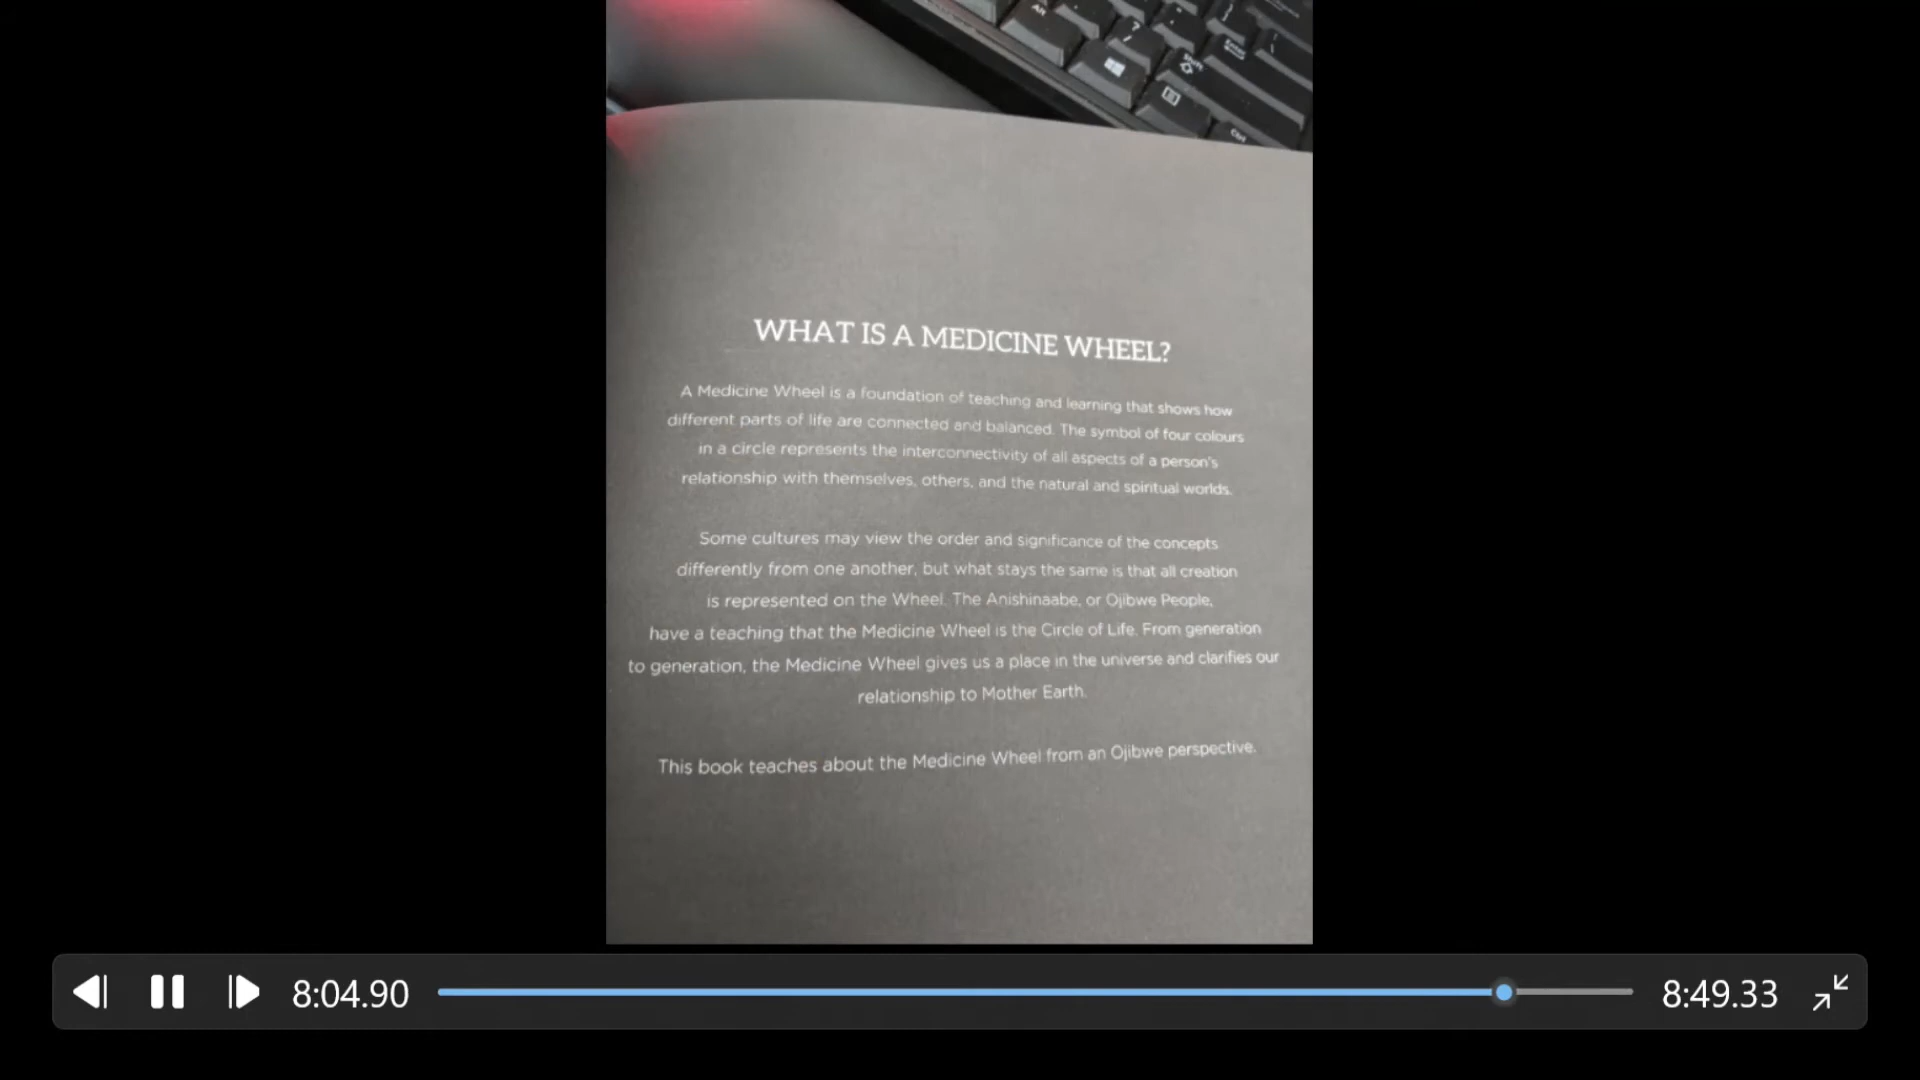 Alt
?
/
Enter
Shift
Ctrl
WHAT IS A MEDICINE WHEEL?
A Medicine Wheel is a foundation of teaching and learning that shows how
different parts of life are connected and balanced. The symbol of four colours
in a circle represents the interconnectivity of all aspects of a person's
relationship with themselves, others, and the natural and spiritual worlds.
Some cultures may view the order and significance of the concepts
differently from one another, but what stays the same is that all creation
is represented on the Wheel. The Anishinaabe, or Ojibwe People,
have a teaching that the Medicine Wheel is the Circle of Life. From generation
to generation, the Medicine Wheel gives us a place in the universe and clarifies our
relationship to Mother Earth.
This book teaches about the Medicine Wheel from an Ojibwe perspective.
8:04.90
8:49.33